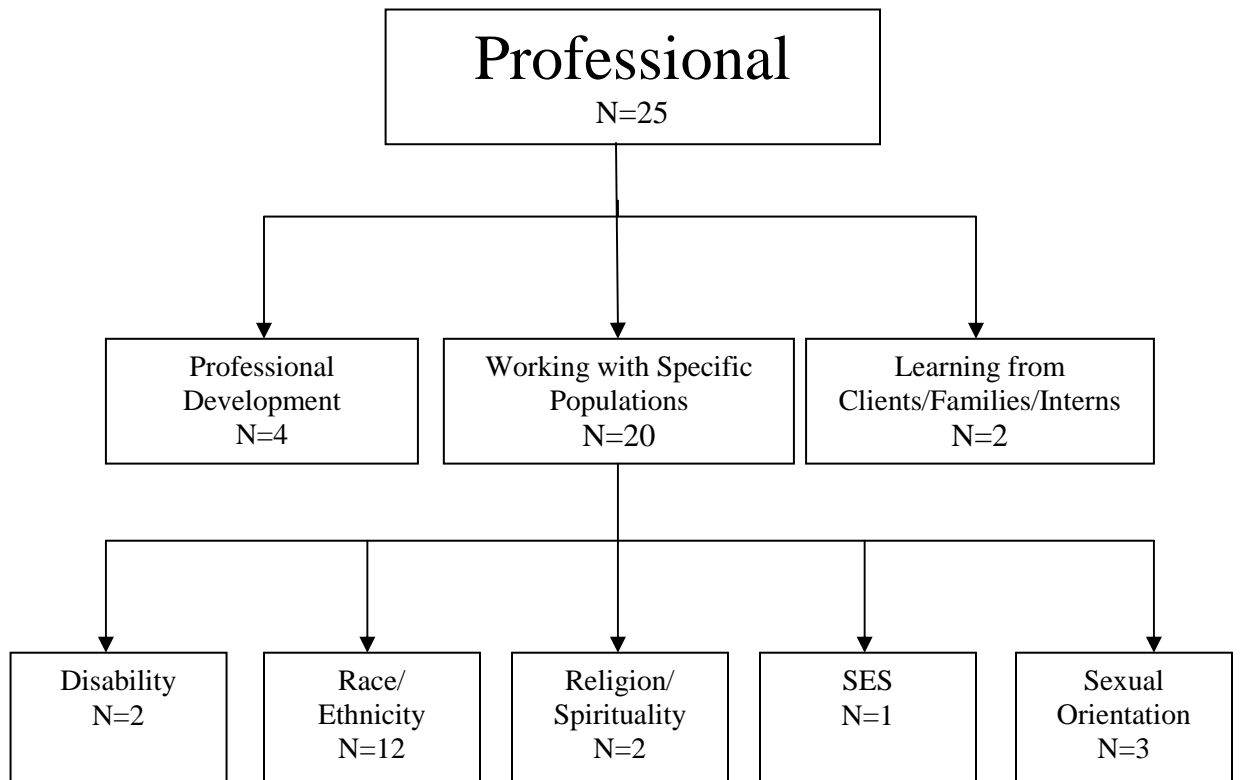 Professional
N=25
Professional
Development
N=4
Working with Specific
Populations
N=20
Learning from
Clients/Families/Interns
N=2
Disability
N=2
Race/
Ethnicity
N=12
Religion/
Spirituality
N=2
SES
N=1
Sexual
Orientation
N=3